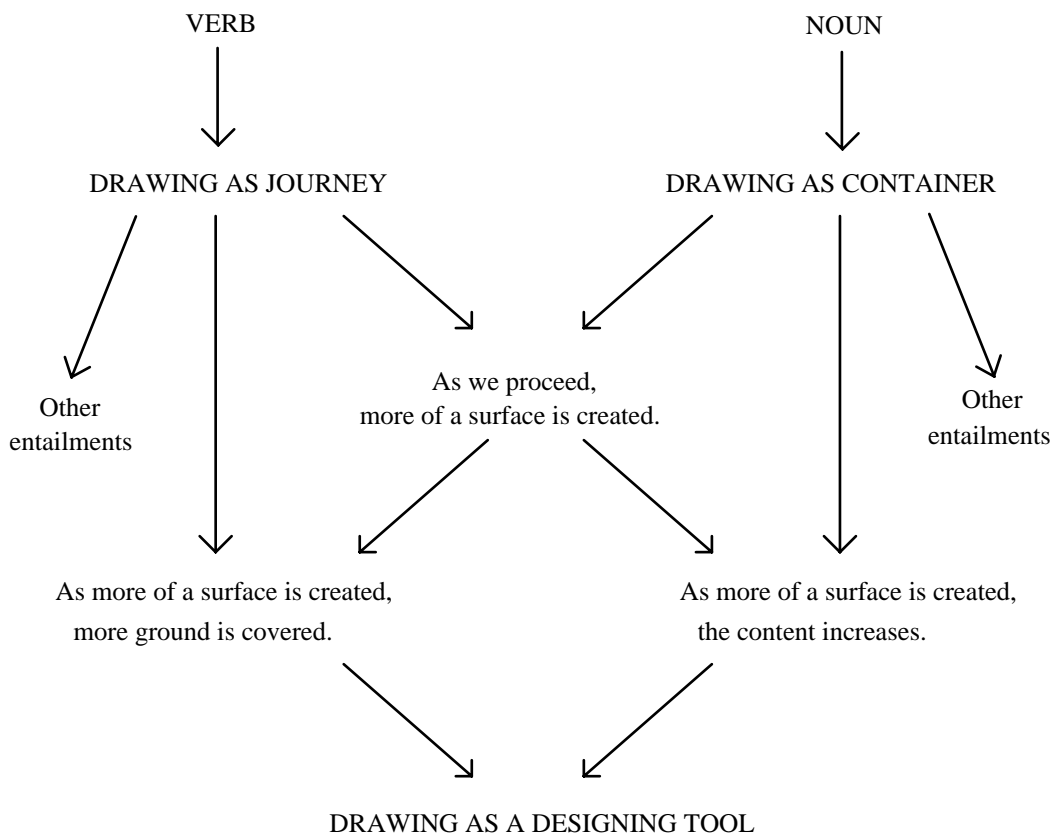 VERB
NOUN
DRAWING AS JOURNEY
DRAWING AS CONTAINER
As we proceed,
more of a surface is created.
Other
entailments
Other
entailments
As more of a surface is created,
more ground is covered.
As more of a surface is created,
the content increases.
DRAWING AS A DESIGNING TOOL